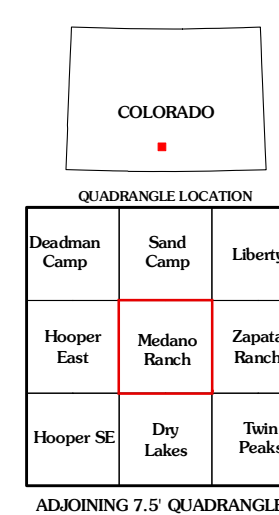 COLORADO
QUADRANGLE LOCATION
Deadman
Camp
Sand
Camp
Liberty
Hooper
East
Medano
Ranch
Zapata
Ranch
Hooper SE
Dry
Lakes
Twin
Peaks
ADJOINING 7.5' QUADRANGLE